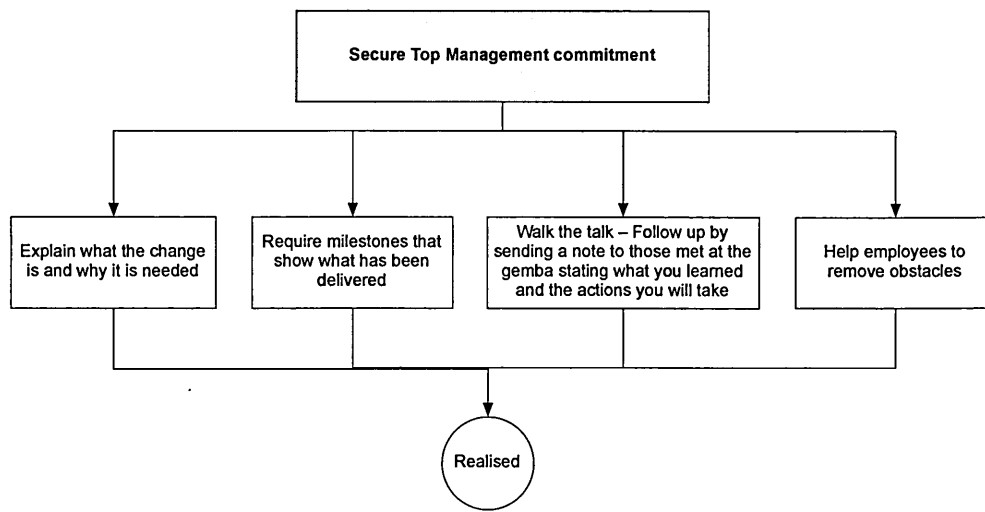 Secure Top Management commitment
Explain what the change
is and why it is needed
Require milestones that
show what has been
delivered
Walk the talk – Follow up by
sending a note to those met at the
gemba stating what you learned
and the actions you will take
Help employees to
remove obstacles
Realised